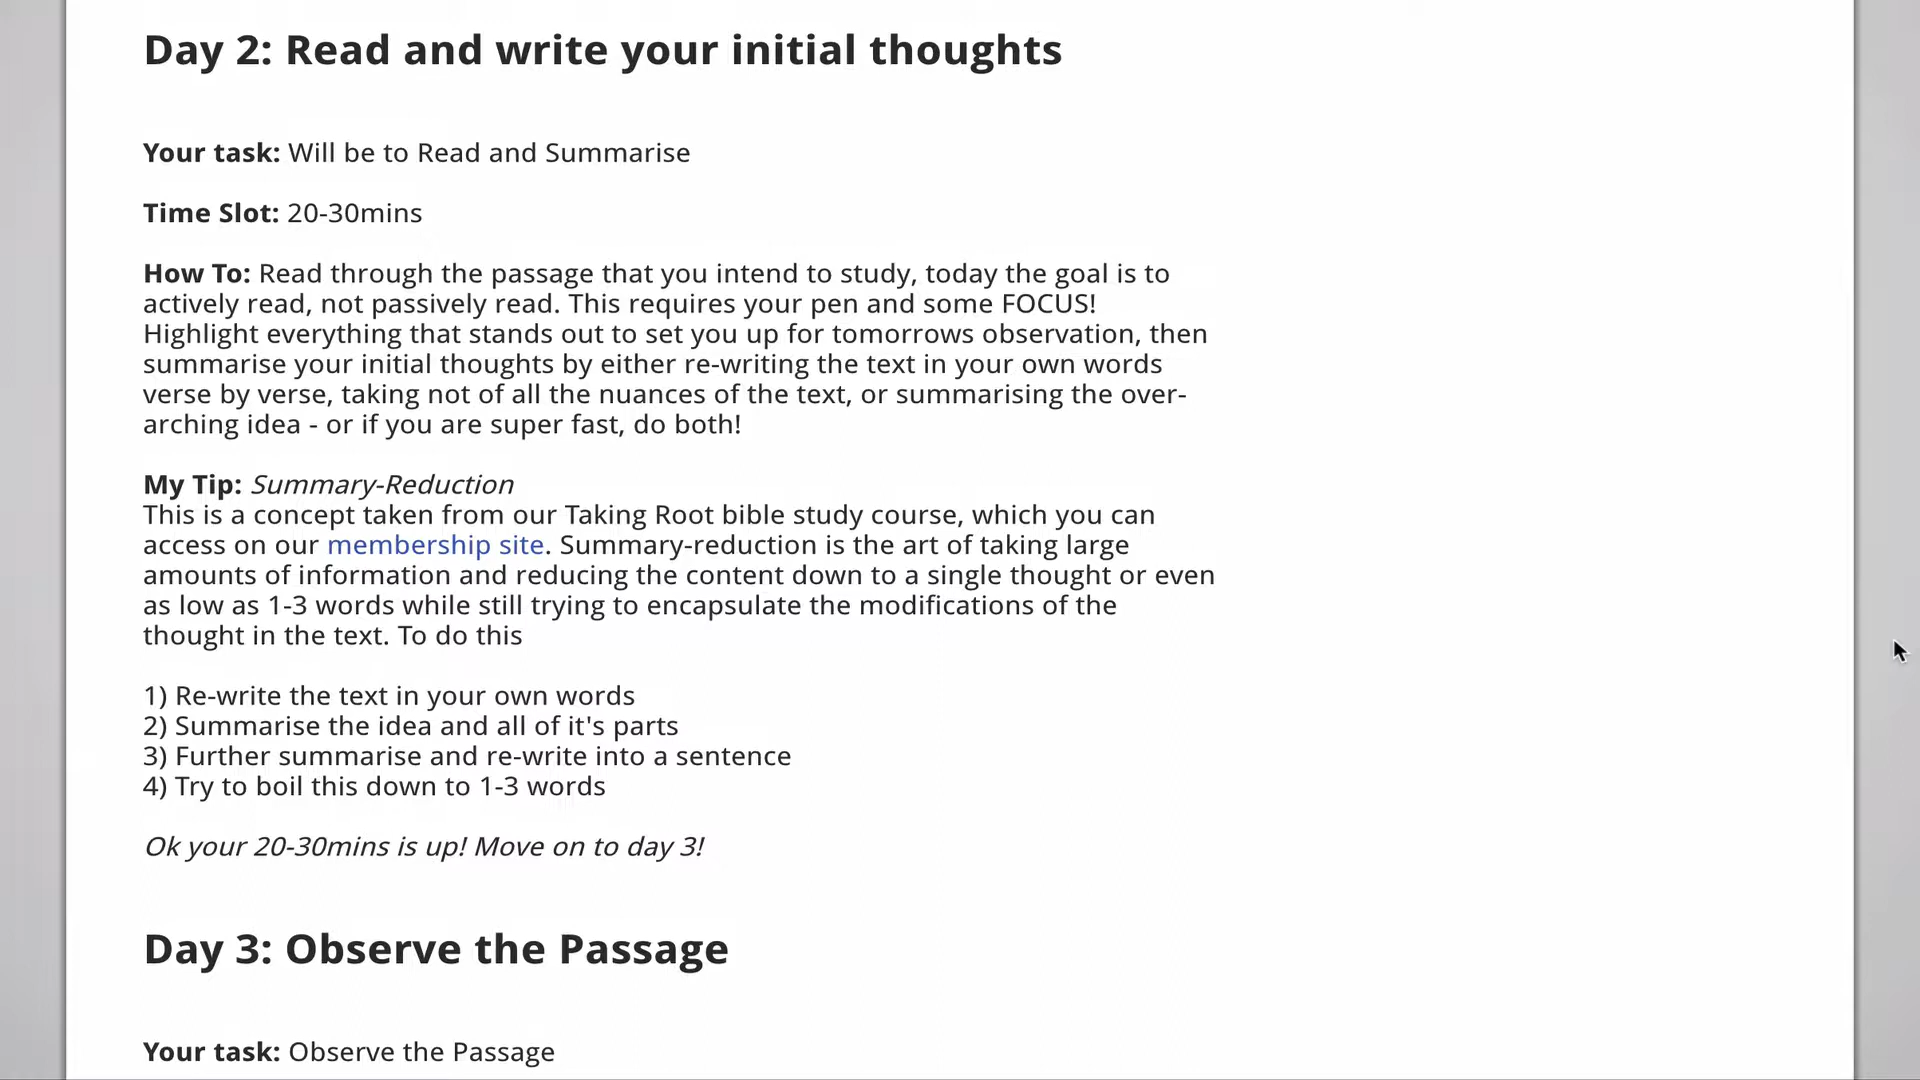 Day 2: Read and write your initial thoughts
Your task: Will be to Read and Summarise
Time Slot: 20-30mins
How To: Read through the passage that you intend to study, today the goal is to
actively read, not passively read. This requires your pen and some FOCUS!
Highlight everything that stands out to set you up for tomorrows observation, then
summarise your initial thoughts by either re-writing the text in your own words
verse by verse, taking not of all the nuances of the text, or summarising the over-
arching idea - or if you are super fast, do both!
My Tip: Summary-Reduction
This is a concept taken from our Taking Root bible study course, which you can
access on our membership site. Summary-reduction is the art of taking large
amounts of information and reducing the content down to a single thought or even
as low as 1-3 words while still trying to encapsulate the modifications of the
thought in the text. To do this
1) Re-write the text in your own words
2) Summarise the idea and all of it's parts
3) Further summarise and re-write into a sentence
4) Try to boil this down to 1-3 words
Ok your 20-30mins is up! Move on to day 3!
Day 3: Observe the Passage
Your task: Observe the Passage